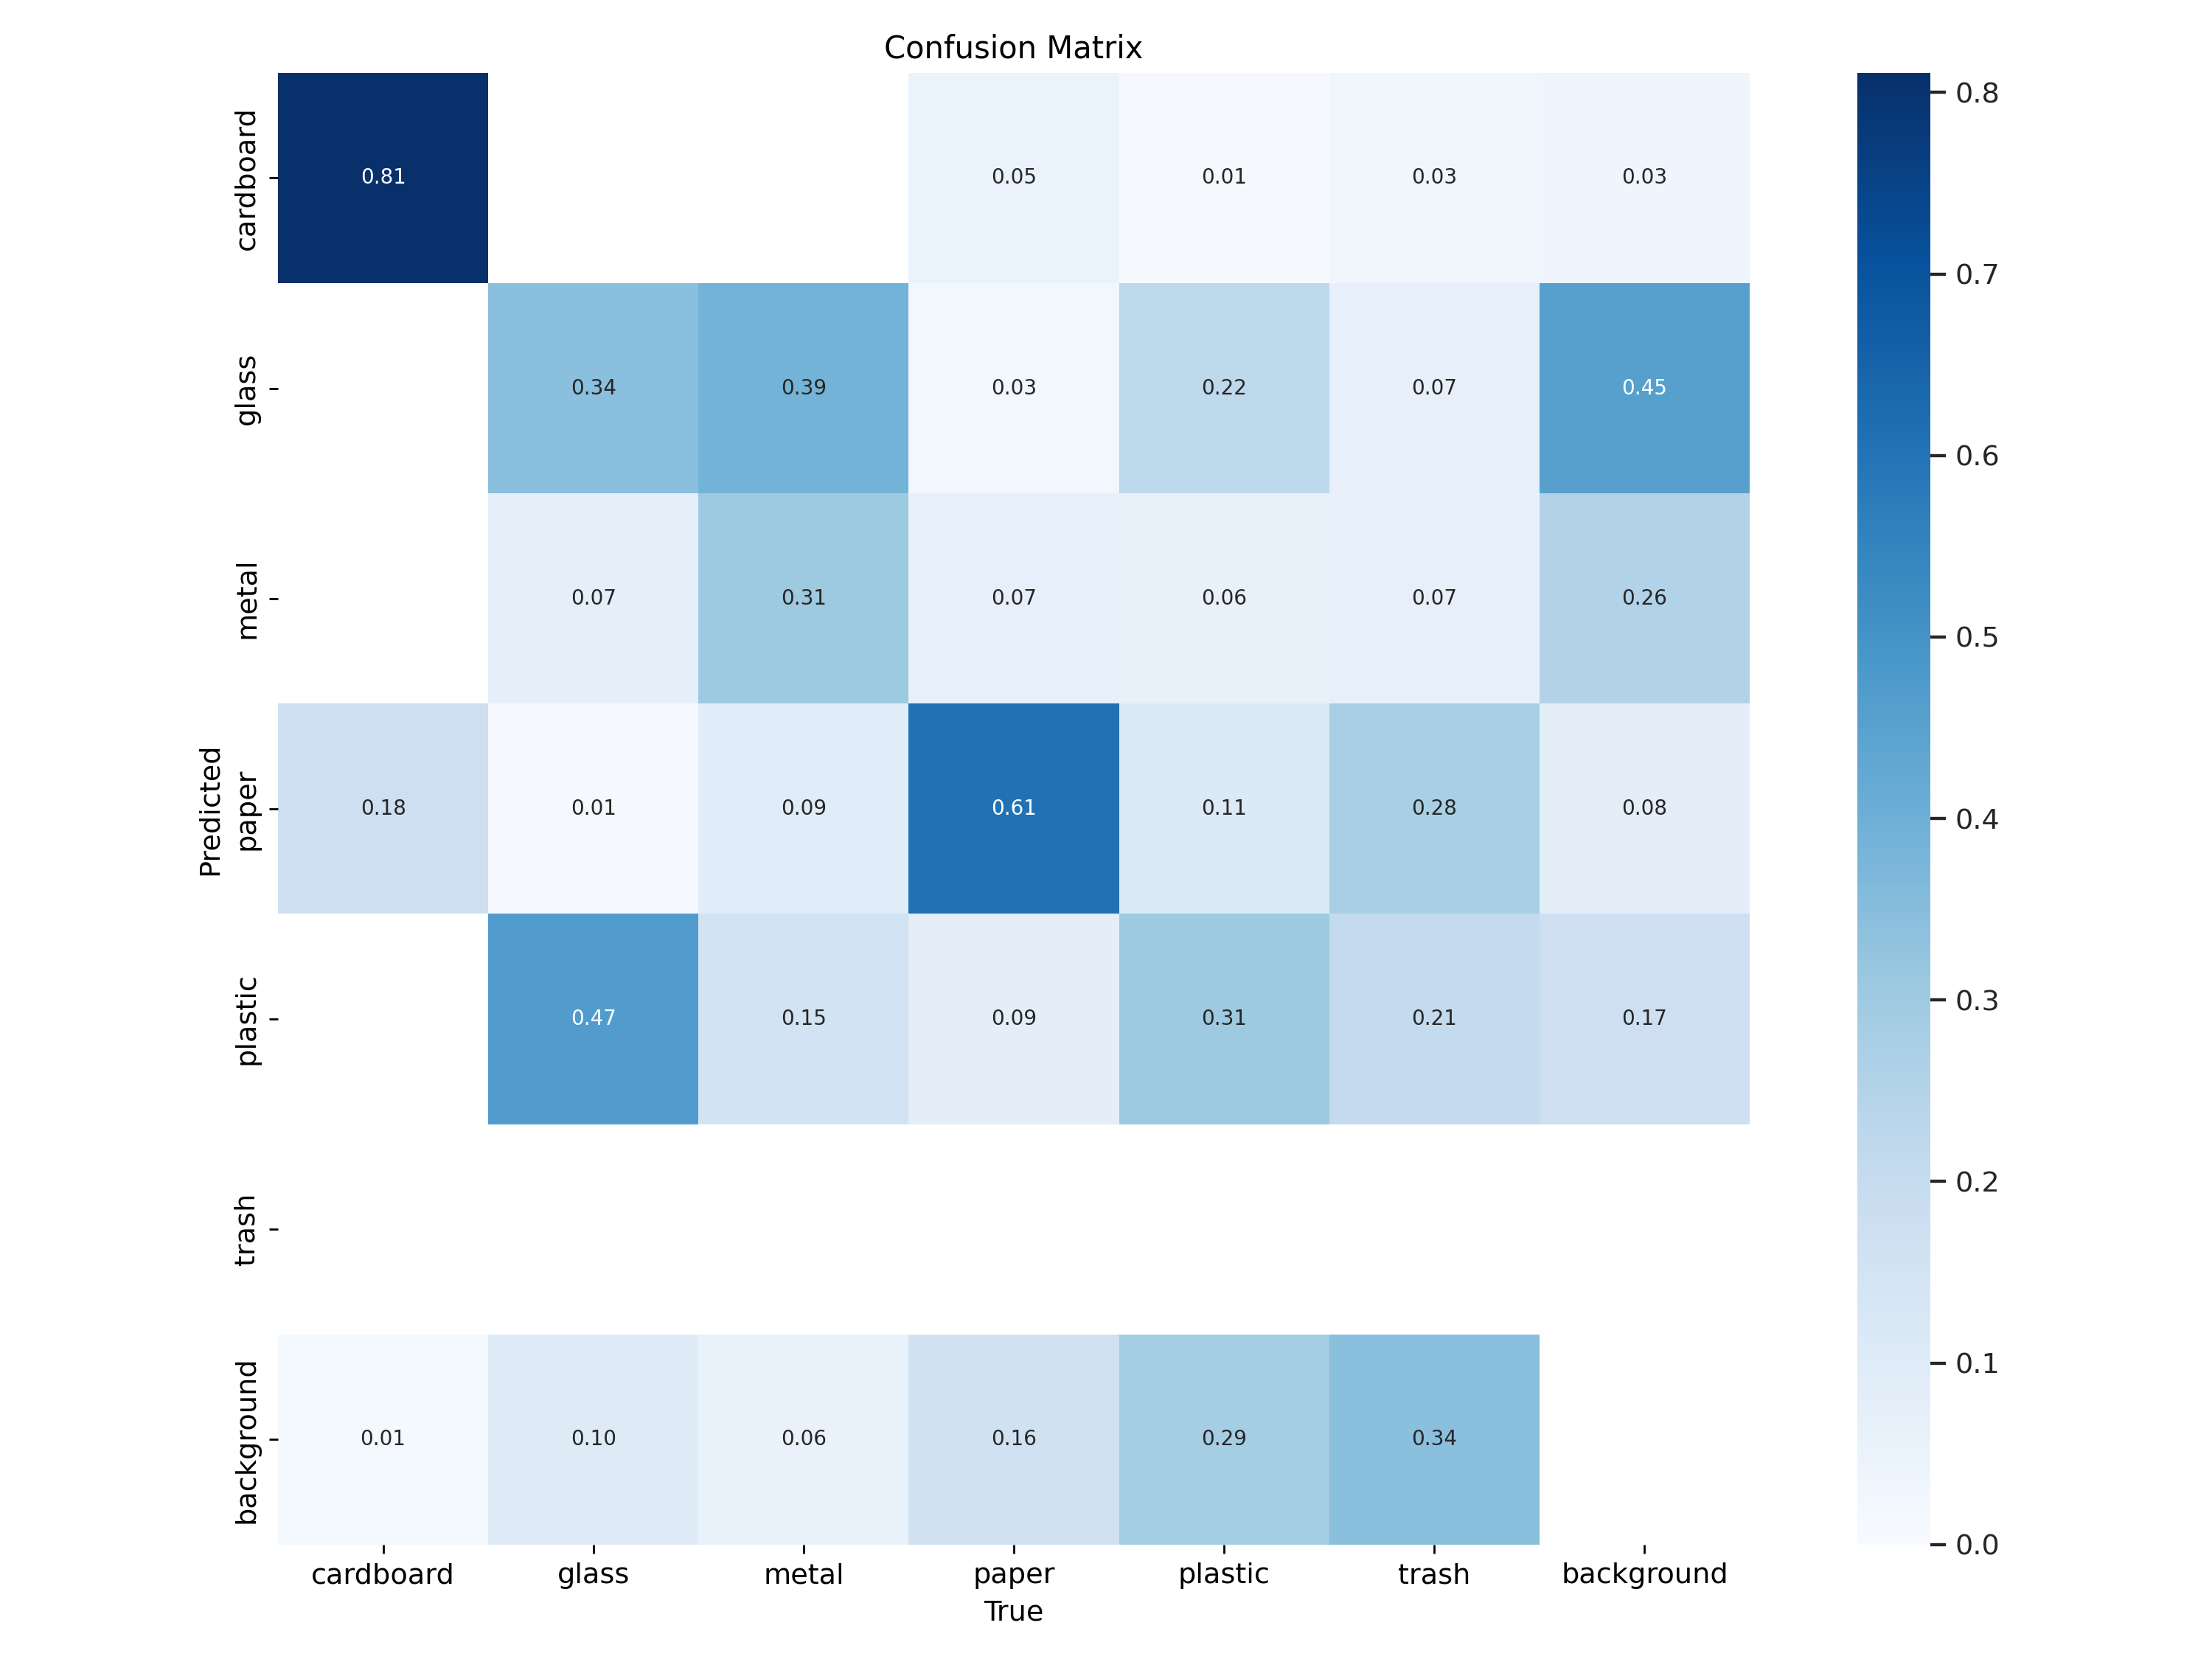 Confusion Matrix
cardboard 0.81 0.05 0.01 0.03 0.03
glass 0.34 0.39 0.03 0.22 0.07 0.45
metal 0.07 0.31 0.07 0.06 0.07 0.26
paper 0.18 0.01 0.09 0.61 0.11 0.28 0.08
plastic 0.47 0.15 0.09 0.31 0.21 0.17
trash
background 0.01 0.10 0.06 0.16 0.29 0.34
Predicted
cardboard glass metal paper plastic trash background
True
0.8
0.7
0.6
0.5
0.4
0.3
0.2
0.1
0.0